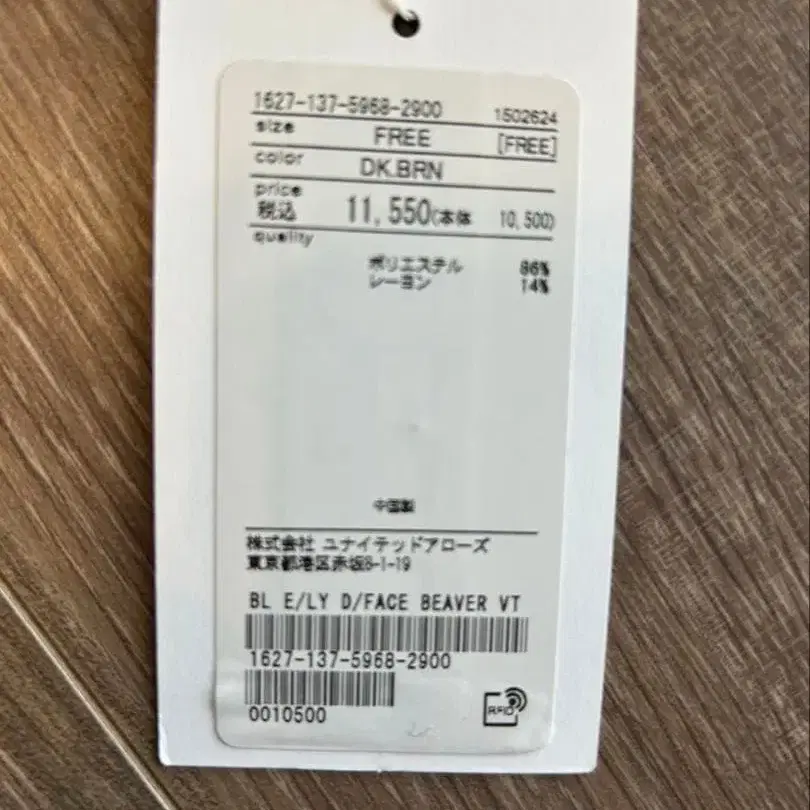 1627-137-5968-2900 1502624
size FREE [FREE]
color DK.BRN
price
税込 11,550(本体 10,500)
quality
ポリエステル 86%
レーヨン 14%
中国製
株式会社 ユナイテッドアローズ
東京都港区赤坂8-1-19
BL E/LY D/FACE BEAVER VT
1627-137-5968-2900
0010500
RFID